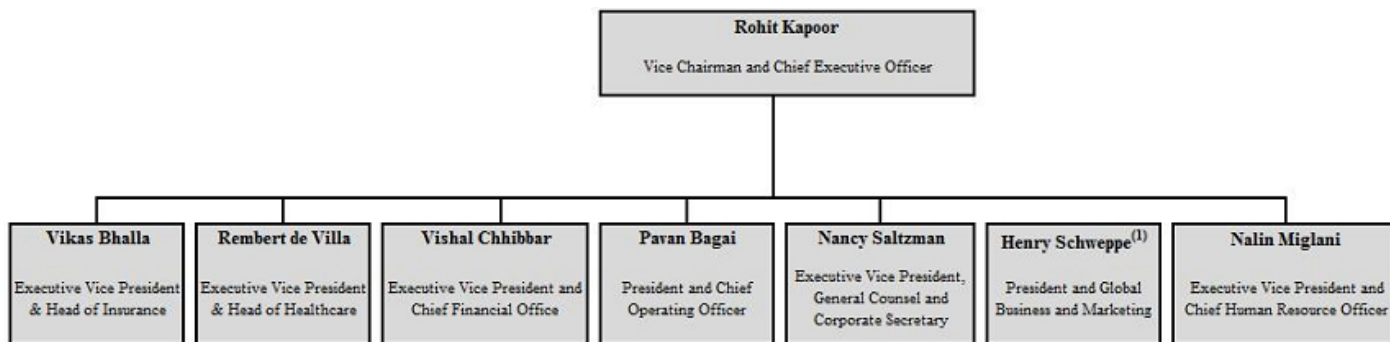 Rohit Kapoor
Vice Chairman and Chief Executive Officer
Vikas Bhalla
Executive Vice President
& Head of Insurance
Rembert de Villa
Executive Vice President
& Head of Healthcare
Vishal Chhibbar
Executive Vice President and
Chief Financial Office
Pavan Bagai
President and Chief
Operating Officer
Nancy Saltzman
Executive Vice President,
General Counsel and
Corporate Secretary
Henry Schweppe(1)
President and Global
Business and Marketing
Nalin Miglani
Executive Vice President and
Chief Human Resource Officer